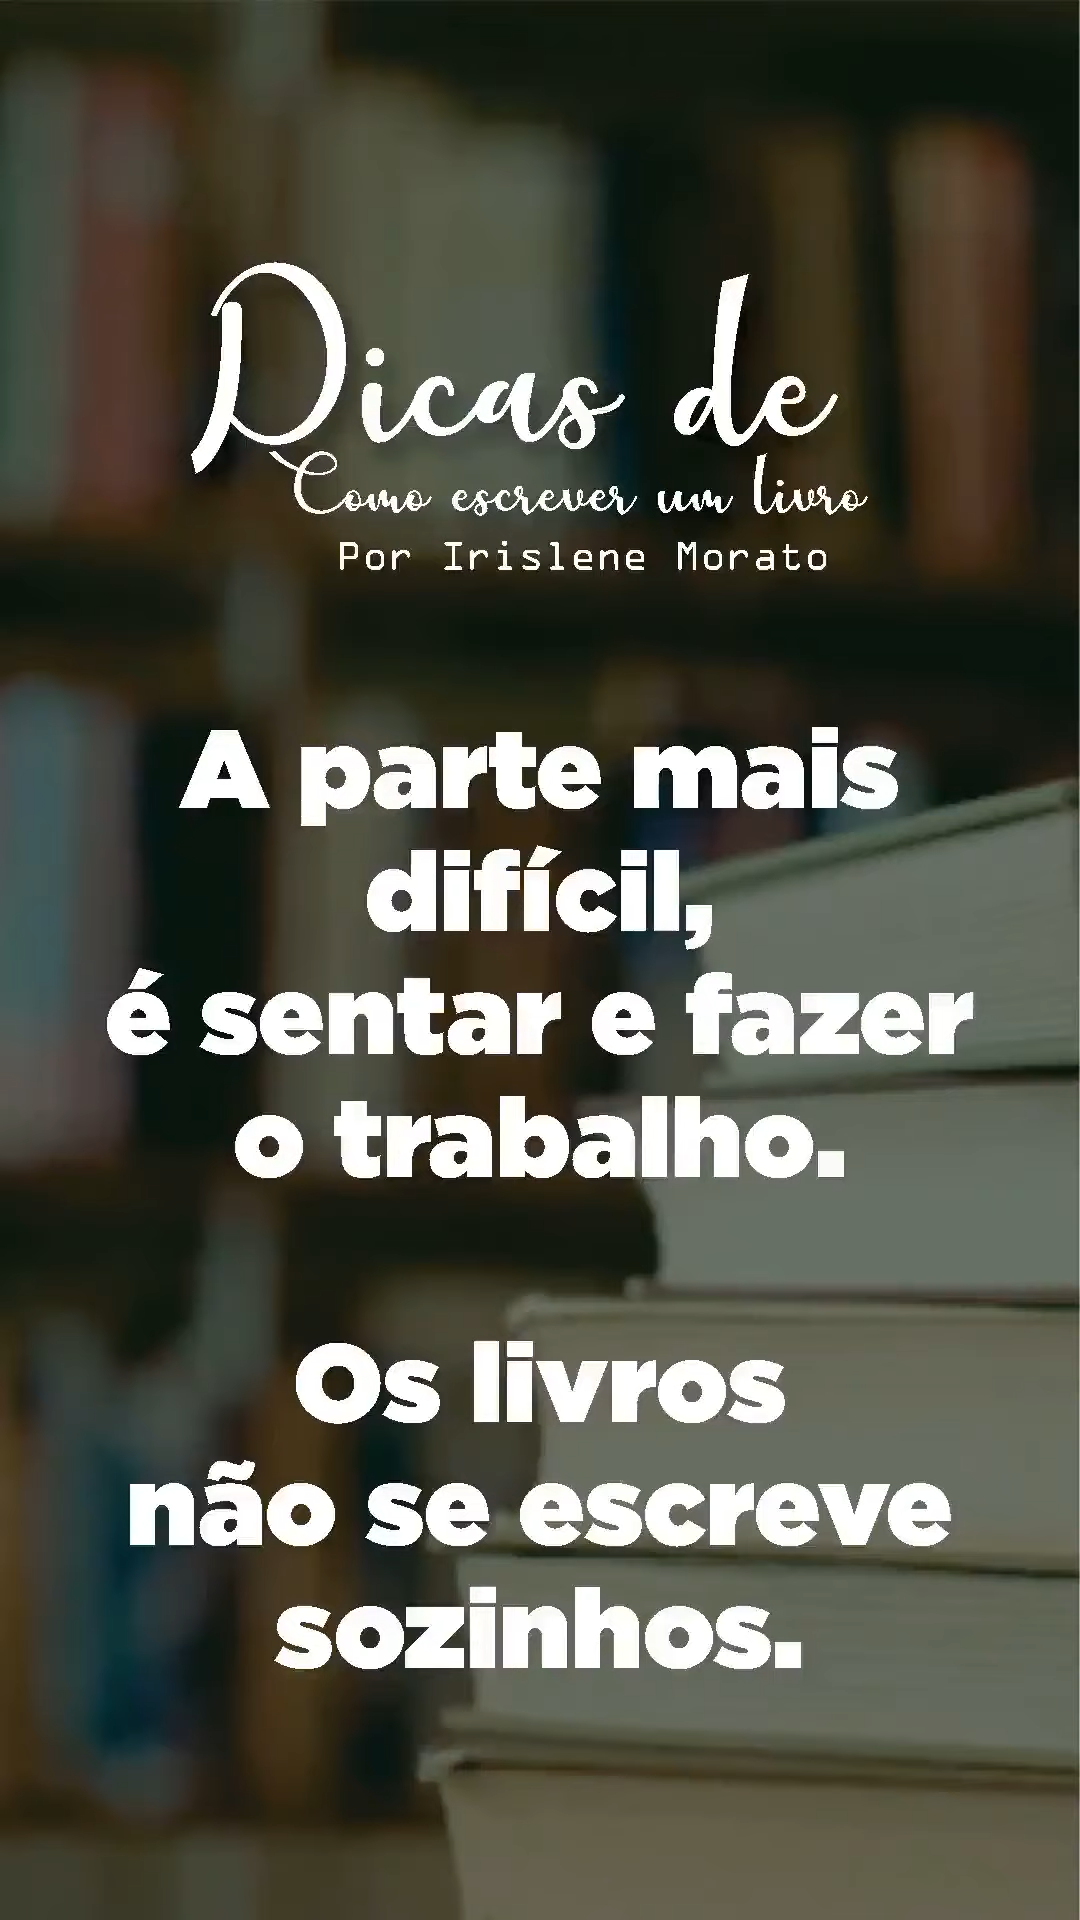 Dicas de
Como escrever um livro
Por Irislene Morato
A parte mais
difícil,
é sentar e fazer
o trabalho.
Os livros
não se escreve
sozinhos.